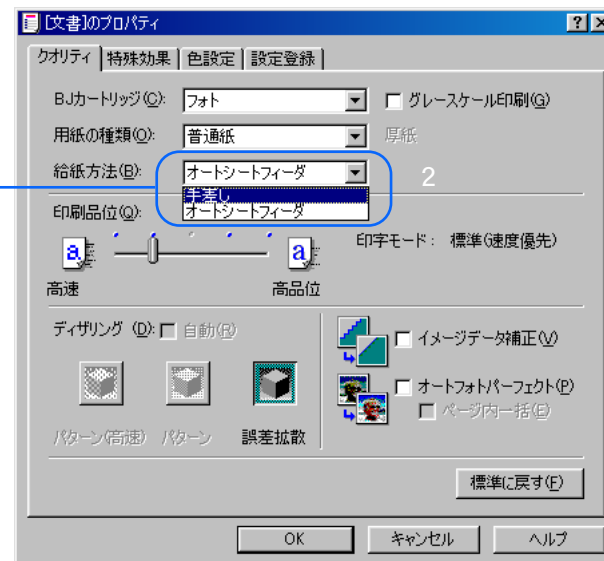 [文書]のプロパティ
クオリティ 特殊効果 色設定 設定登録
BJカートリッジ(C): フォト グレースケール印刷(G)
用紙の種類(O): 普通紙 厚紙
給紙方法(B): オートシートフィーダ 2
手差し
オートシートフィーダ
印刷品位(Q):
a a 印字モード: 標準(速度優先)
高速 高品位
ディザリング (D): 自動(R)
イメージデータ補正(V)
オートフォトパーフェクト(P)
ページ内一括(E)
パターン(高速) パターン 誤差拡散
標準に戻す(F)
OK キャンセル ヘルプ